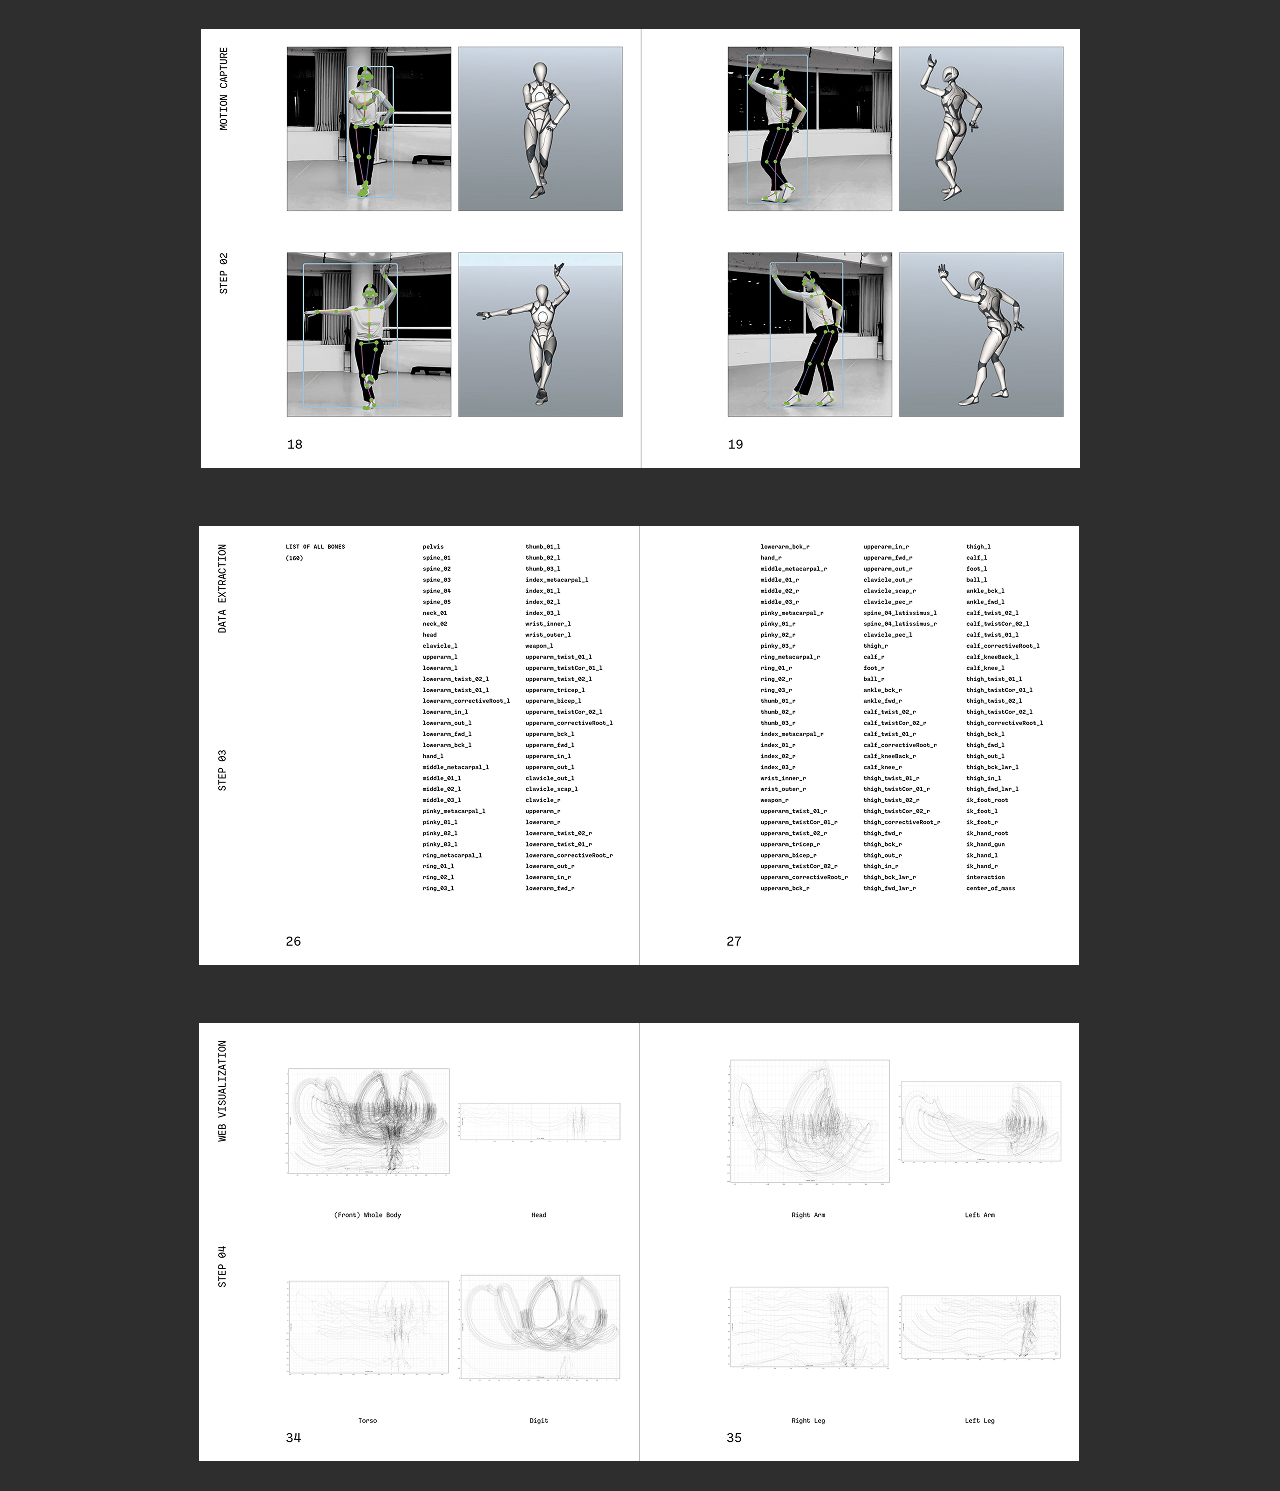 MOTION CAPTURE
STEP 02
18
19
DATA EXTRACTION
STEP 03
LIST OF ALL BONES
(160)
pelvis
spine_01
spine_02
spine_03
spine_04
spine_05
neck_01
neck_02
head
clavicle_l
upperarm_l
lowerarm_l
lowerarm_twist_02_l
lowerarm_twist_01_l
lowerarm_correctiveRoot_l
lowerarm_in_l
lowerarm_out_l
lowerarm_fwd_l
lowerarm_bck_l
hand_l
middle_metacarpal_l
middle_01_l
middle_02_l
middle_03_l
pinky_metacarpal_l
pinky_01_l
pinky_02_l
pinky_03_l
ring_metacarpal_l
ring_01_l
ring_02_l
ring_03_l
thumb_01_l
thumb_02_l
thumb_03_l
index_metacarpal_l
index_01_l
index_02_l
index_03_l
wrist_inner_l
wrist_outer_l
weapon_l
upperarm_twist_01_l
upperarm_twistCor_01_l
upperarm_twist_02_l
upperarm_tricep_l
upperarm_bicep_l
upperarm_twistCor_02_l
upperarm_correctiveRoot_l
upperarm_bck_l
upperarm_fwd_l
upperarm_in_l
upperarm_out_l
clavicle_out_l
clavicle_scap_l
clavicle_r
upperarm_r
lowerarm_r
lowerarm_twist_02_r
lowerarm_twist_01_r
lowerarm_correctiveRoot_r
lowerarm_out_r
lowerarm_in_r
lowerarm_fwd_r
26
lowerarm_bck_r
hand_r
middle_metacarpal_r
middle_01_r
middle_02_r
middle_03_r
pinky_metacarpal_r
pinky_01_r
pinky_02_r
pinky_03_r
ring_metacarpal_r
ring_01_r
ring_02_r
ring_03_r
thumb_01_r
thumb_02_r
thumb_03_r
index_metacarpal_r
index_01_r
index_02_r
index_03_r
wrist_inner_r
wrist_outer_r
weapon_r
upperarm_twist_01_r
upperarm_twistCor_01_r
upperarm_twist_02_r
upperarm_tricep_r
upperarm_bicep_r
upperarm_twistCor_02_r
upperarm_correctiveRoot_r
upperarm_bck_r
upperarm_in_r
upperarm_fwd_r
upperarm_out_r
clavicle_out_r
clavicle_scap_r
clavicle_pec_r
spine_04_latissimus_l
spine_04_latissimus_r
clavicle_pec_l
thigh_r
calf_r
foot_r
ball_r
ankle_bck_r
ankle_fwd_r
calf_twist_02_r
calf_twistCor_02_r
calf_twist_01_r
calf_correctiveRoot_r
calf_kneeBack_r
calf_knee_r
thigh_twist_01_r
thigh_twistCor_01_r
thigh_twist_02_r
thigh_twistCor_02_r
thigh_correctiveRoot_r
thigh_fwd_r
thigh_bck_r
thigh_out_r
thigh_in_r
thigh_bck_lwr_r
thigh_fwd_lwr_r
thigh_l
calf_l
foot_l
ball_l
ankle_bck_l
ankle_fwd_l
calf_twist_02_l
calf_twistCor_02_l
calf_twist_01_l
calf_correctiveRoot_l
calf_kneeBack_l
calf_knee_l
thigh_twist_01_l
thigh_twistCor_01_l
thigh_twist_02_l
thigh_twistCor_02_l
thigh_correctiveRoot_l
thigh_bck_l
thigh_fwd_l
thigh_out_l
thigh_bck_lwr_l
thigh_in_l
thigh_fwd_lwr_l
ik_foot_root
ik_foot_l
ik_foot_r
ik_hand_root
ik_hand_gun
ik_hand_l
ik_hand_r
interaction
center_of_mass
27
WEB VISUALIZATION
STEP 04
(Front) Whole Body
Head
Torso
Digit
34
Right Arm
Left Arm
Right Leg
Left Leg
35